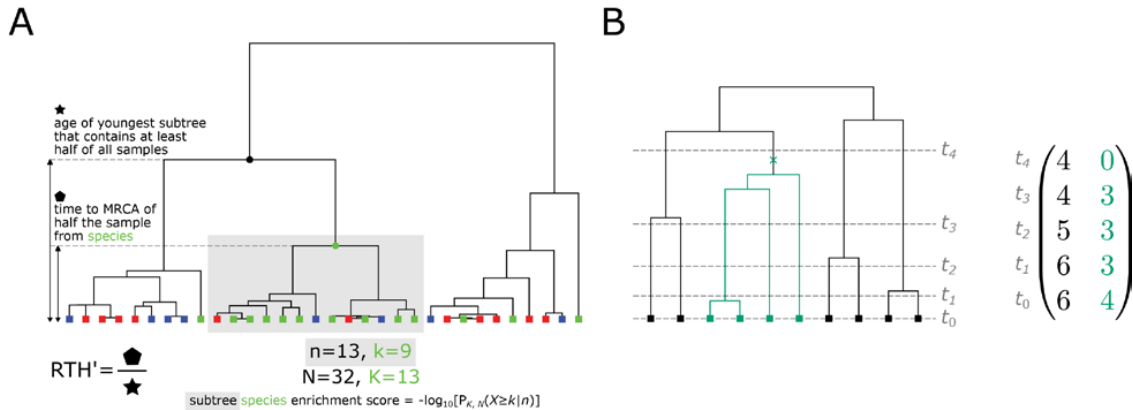 A
★
age of youngest subtree
that contains at least
half of all samples
⬟
time to MRCA of
half the sample
from species
RTH'= ⬟/★
n=13, k=9
N=32, K=13
subtree species enrichment score = -log₁₀[P_K, N(X≥k|n)]
B
t₄
t₃
t₂
t₁
t₀
t₄ 4 0
t₃ 4 3
t₂ 5 3
t₁ 6 3
t₀ 6 4